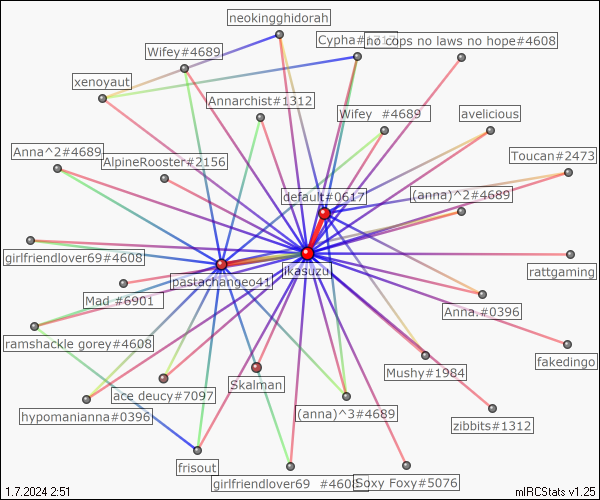 neokingghidorah
no cops no laws no hope#4608
Wifey#4689
xenoyaut
Annarchist#1312
Wifey  #4689
avelicious
Anna^2#4689
AlpineRooster#2156
Toucan#2473
default#0617
(anna)^2#4689
girlfriendlover69#4608
pastachangeo41
ikasuzu
rattgaming
Mad #6901
Anna.#0396
ramshackle gorey#4608
fakedingo
Mushy#1984
ace deucy#7097
Skalman
hypomanianna#0396
(anna)^3#4689
zibbits#1312
frisout
girlfriendlover69  #4608
Soxy Foxy#5076
1.7.2024 2:51
mIRCStats v1.25